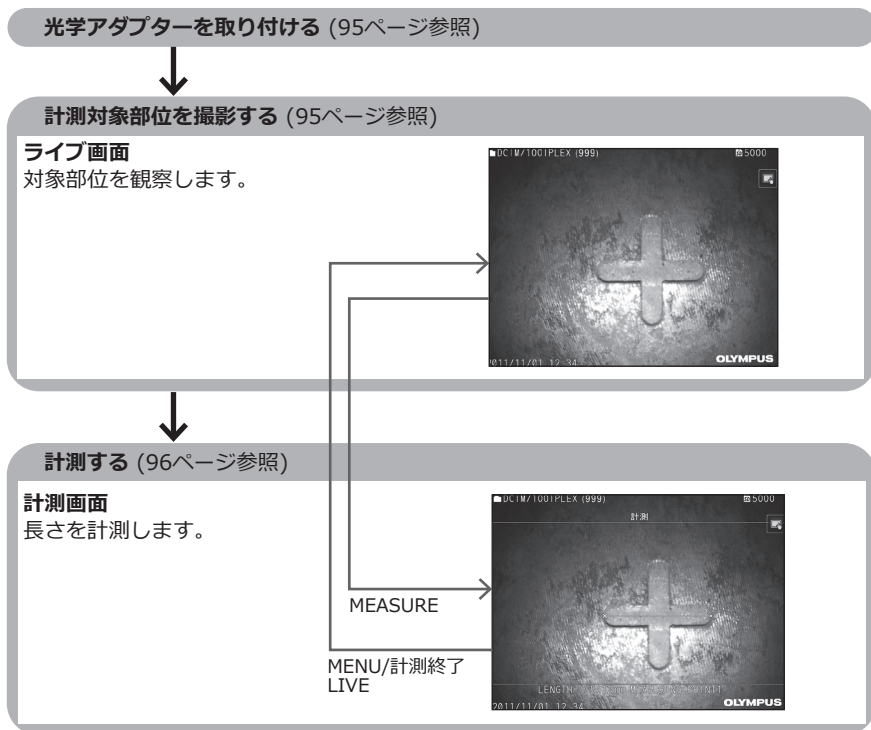 光学アダプターを取り付ける (95ページ参照)
計測対象部位を撮影する (95ページ参照)
ライブ画面
対象部位を観察します。
DCIM/100IPLEX (999)
5000
2011/11/01 12:34
OLYMPUS
計測する (96ページ参照)
計測画面
長さを計測します。
DCIM/100IPLEX (999)
5000
計測
MEASURE
MENU/計測終了
LIVE
LENGTH
2011/11/01 12:34
OLYMPUS